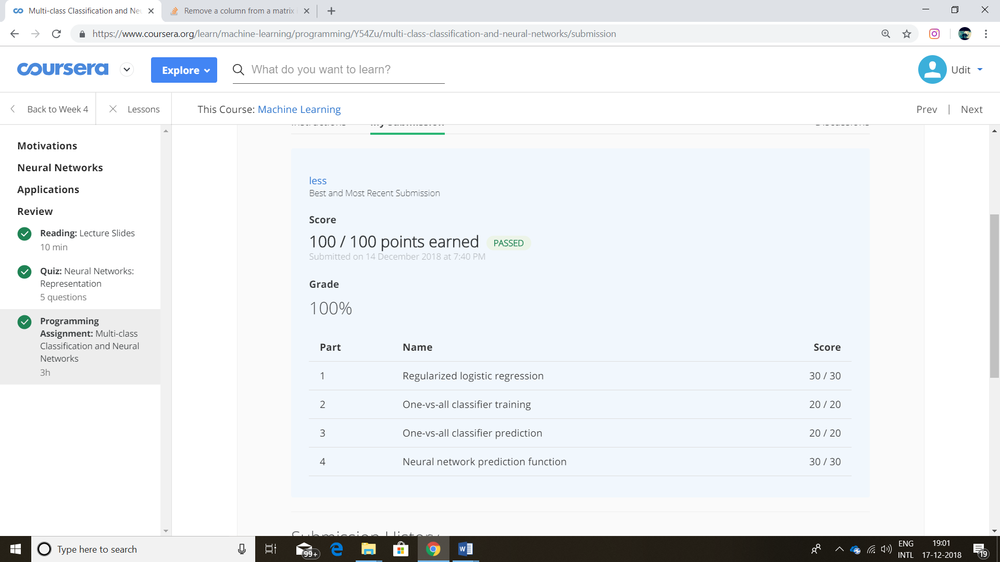 Multi-class Classification and Neu
Remove a column from a matrix i
https://www.coursera.org/learn/machine-learning/programming/Y54Zu/multi-class-classification-and-neural-networks/submission
coursera
Explore
What do you want to learn?
Udit
Back to Week 4
Lessons
This Course: Machine Learning
Prev | Next
Instructions
My submission
Discussions
Motivations
Neural Networks
Applications
Review
Reading: Lecture Slides
10 min
Quiz: Neural Networks:
Representation
5 questions
Programming
Assignment: Multi-class
Classification and Neural
Networks
3h
less
Best and Most Recent Submission
Score
100 / 100 points earned PASSED
Submitted on 14 December 2018 at 7:40 PM
Grade
100%
Part Name Score
1 Regularized logistic regression 30 / 30
2 One-vs-all classifier training 20 / 20
3 One-vs-all classifier prediction 20 / 20
4 Neural network prediction function 30 / 30
Submission History
Type here to search
99+
ENG
INTL
19:01
17-12-2018
19